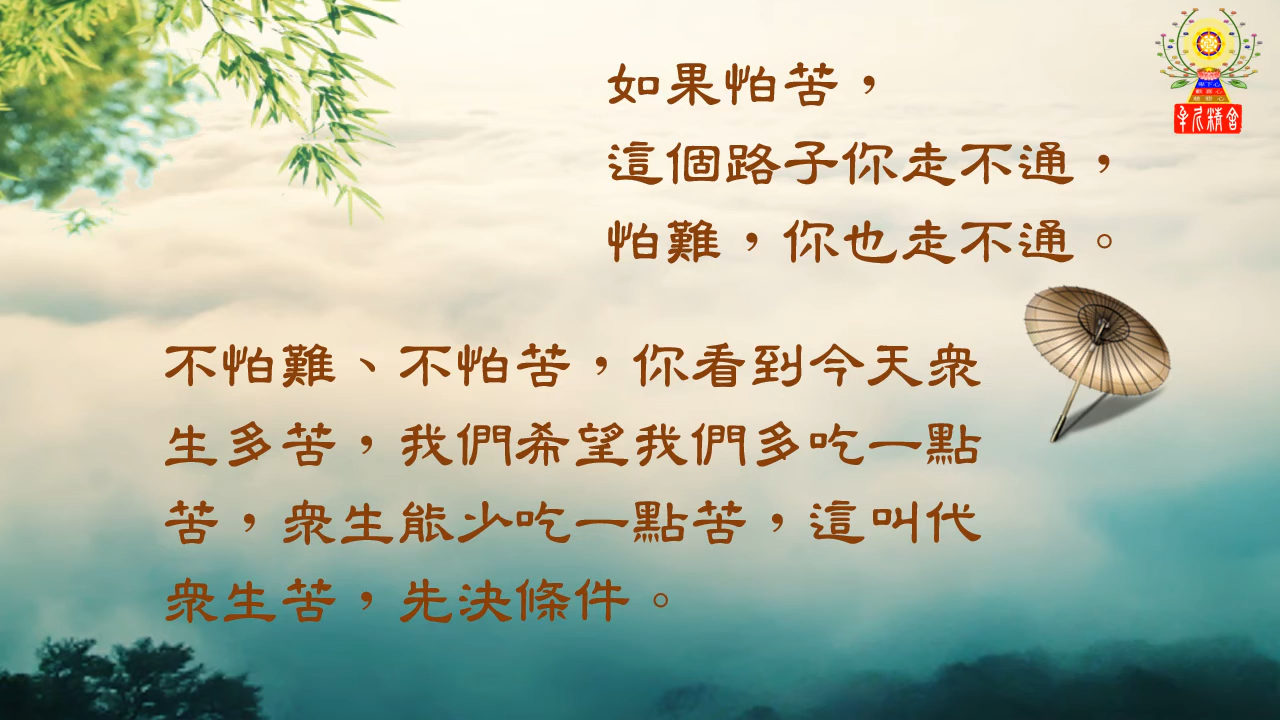 如果怕苦，
這個路子你走不通，
怕難，你也走不通。
不怕難、不怕苦，你看到今天衆
生多苦，我們希望我們多吃一點
苦，衆生能少吃一點苦，這叫代
衆生苦，先決條件。